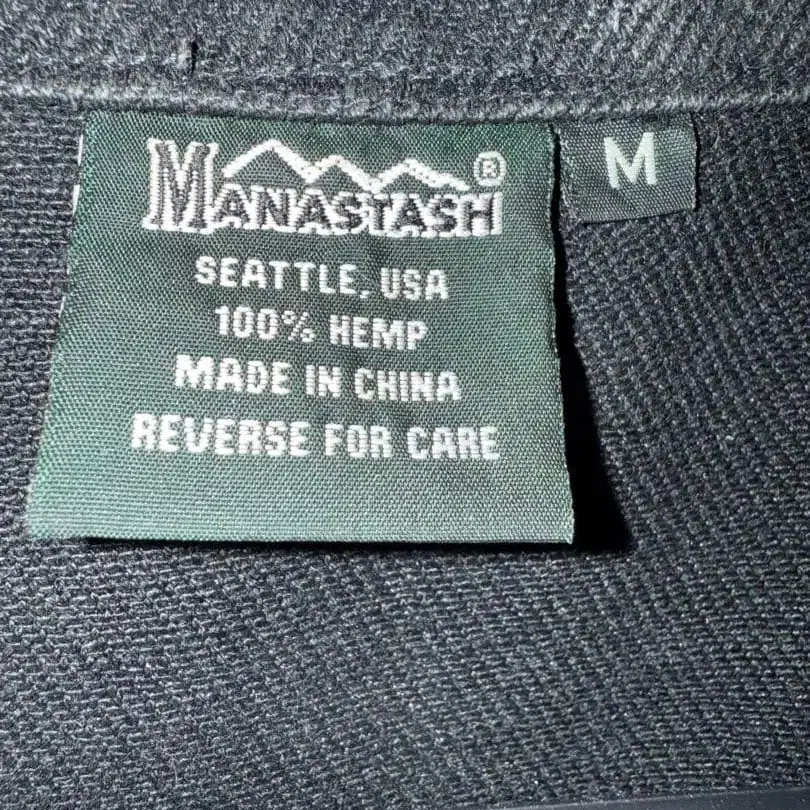 MANASTASH®
M
SEATTLE, USA
100% HEMP
MADE IN CHINA
REVERSE FOR CARE